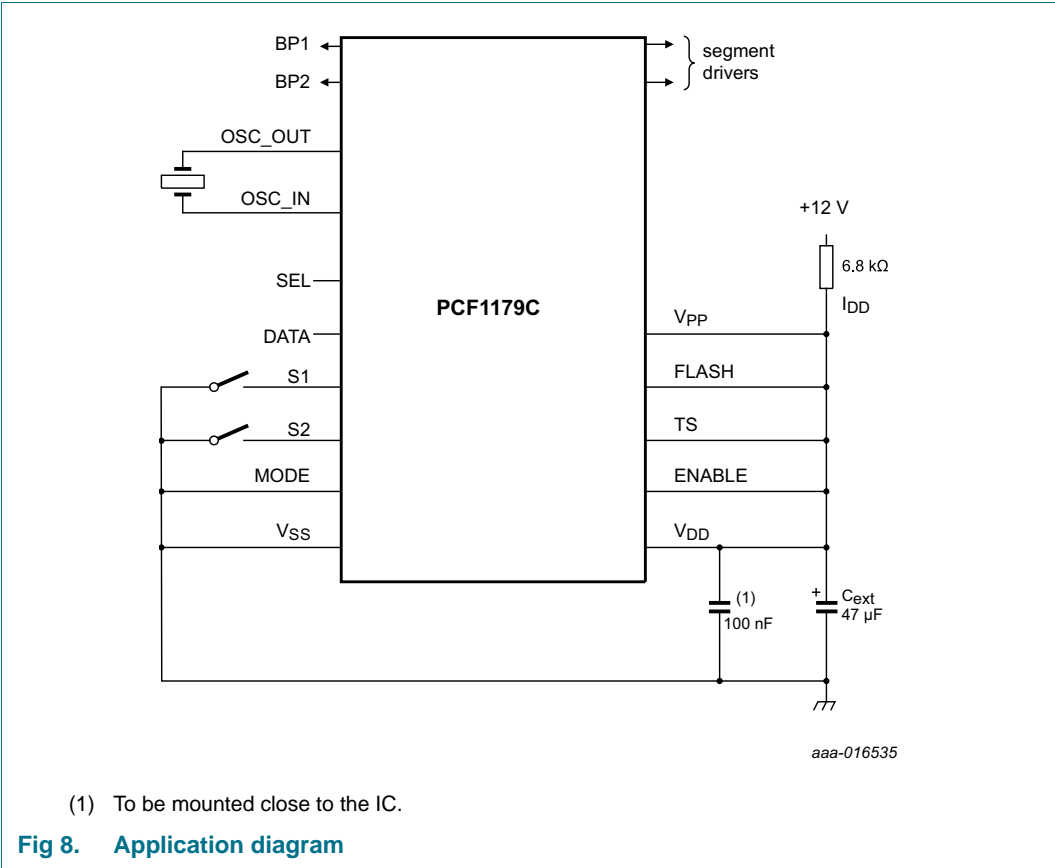 BP1
BP2
segment
drivers
OSC_OUT
OSC_IN
+12 V
6.8 kΩ
IDD
SEL
DATA
PCF1179C
VPP
S1
FLASH
S2
TS
MODE
ENABLE
VSS
VDD
(1)
100 nF
+
Cext
47 µF
aaa-016535
(1) To be mounted close to the IC.
Fig 8. Application diagram